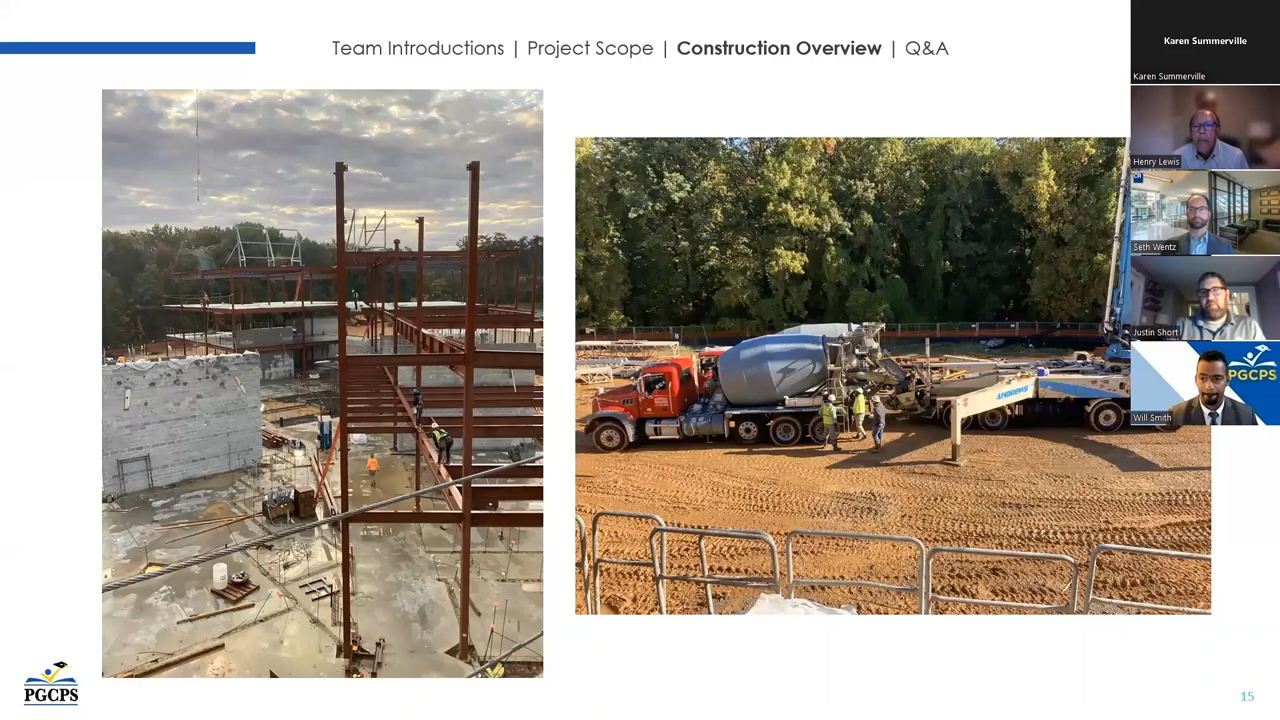 Team Introductions | Project Scope | Construction Overview | Q&A
Karen Summerville
Karen Summerville
Henry Lewis
Seth Wentz
Justin Short
PGCPS
Will Smith
ANDREWS
PGCPS
15